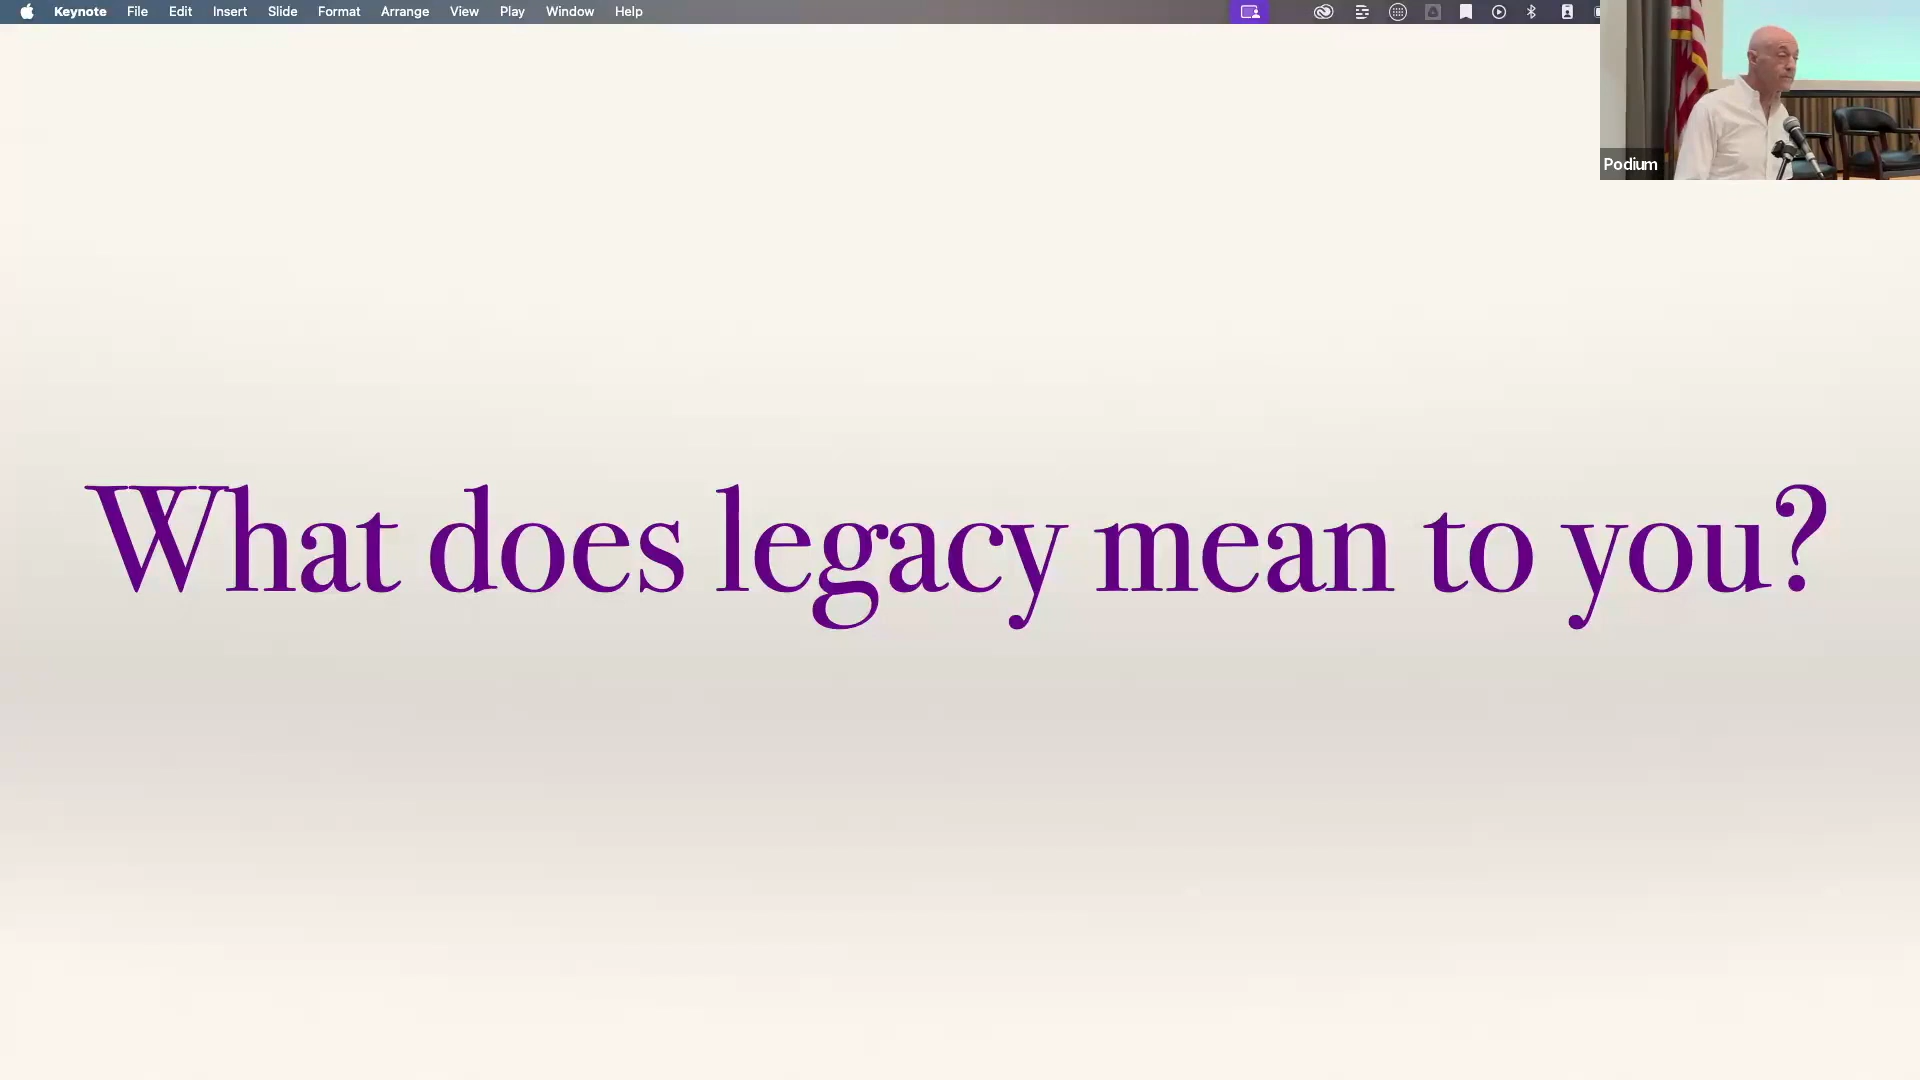 Keynote File Edit Insert Slide Format Arrange View Play Window Help
Podium
What does legacy mean to you?